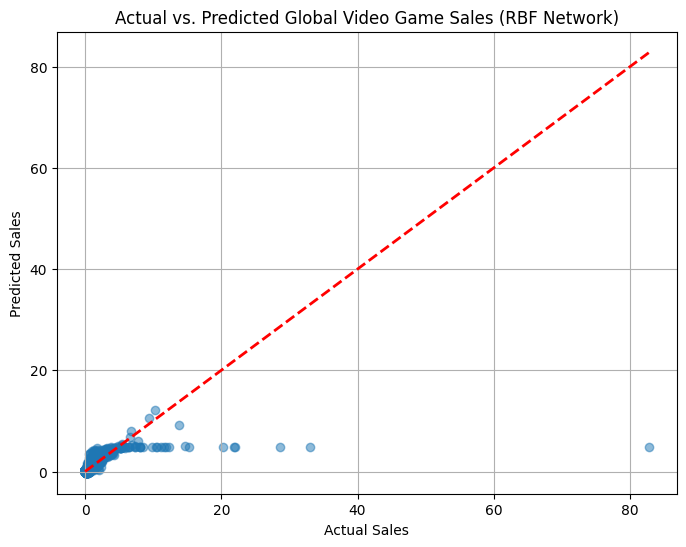 Actual vs. Predicted Global Video Game Sales (RBF Network)
80
60
40
20
0
Predicted Sales
0 20 40 60 80
Actual Sales